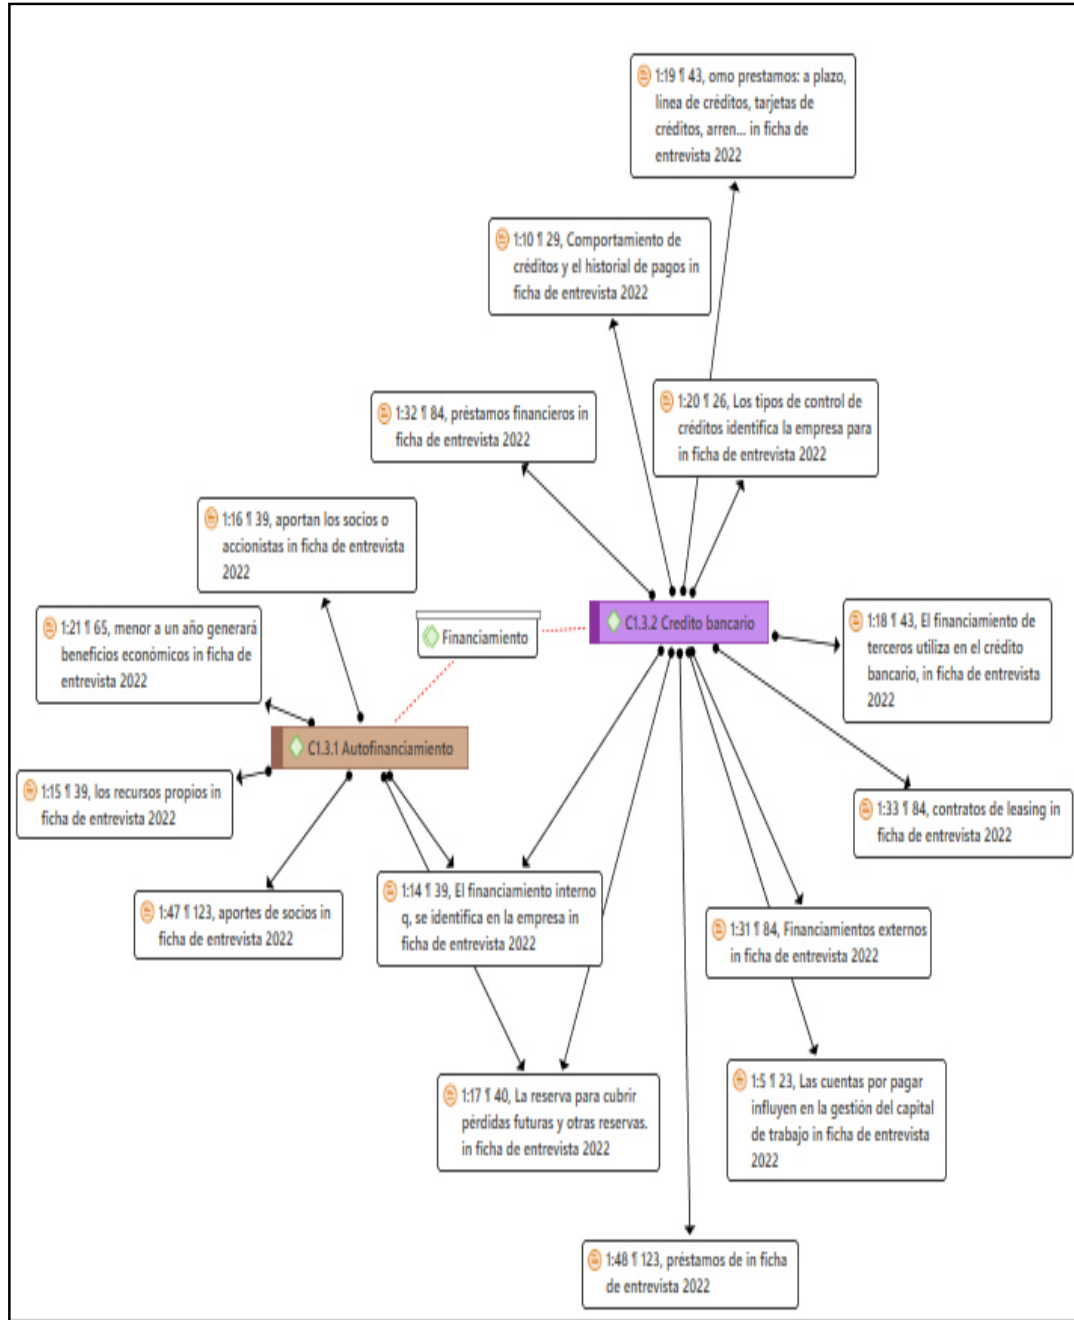 1:19 ¶ 43, omo prestamos: a plazo,
linea de créditos, tarjetas de
créditos, arren... in ficha de
entrevista 2022
1:10 ¶ 29, Comportamiento de
créditos y el historial de pagos in
ficha de entrevista 2022
1:32 ¶ 84, préstamos financieros in
ficha de entrevista 2022
1:20 ¶ 26, Los tipos de control de
créditos identifica la empresa para
in ficha de entrevista 2022
1:16 ¶ 39, aportan los socios o
accionistas in ficha de entrevista
2022
1:21 ¶ 65, menor a un año generará
beneficios económicos in ficha de
entrevista 2022
Financiamiento
C1.3.2 Credito bancario
1:18 ¶ 43, El financiamiento de
terceros utiliza en el crédito
bancario, in ficha de entrevista
2022
C1.3.1 Autofinanciamiento
1:15 ¶ 39, los recursos propios in
ficha de entrevista 2022
1:33 ¶ 84, contratos de leasing in
ficha de entrevista 2022
1:47 ¶ 123, aportes de socios in
ficha de entrevista 2022
1:14 ¶ 39, El financiamiento interno
q, se identifica en la empresa in
ficha de entrevista 2022
1:31 ¶ 84, Financiamientos externos
in ficha de entrevista 2022
1:17 ¶ 40, La reserva para cubrir
pérdidas futuras y otras reservas.
in ficha de entrevista 2022
1:5 ¶ 23, Las cuentas por pagar
influyen en la gestión del capital
de trabajo in ficha de entrevista
2022
1:48 ¶ 123, préstamos de in ficha
de entrevista 2022